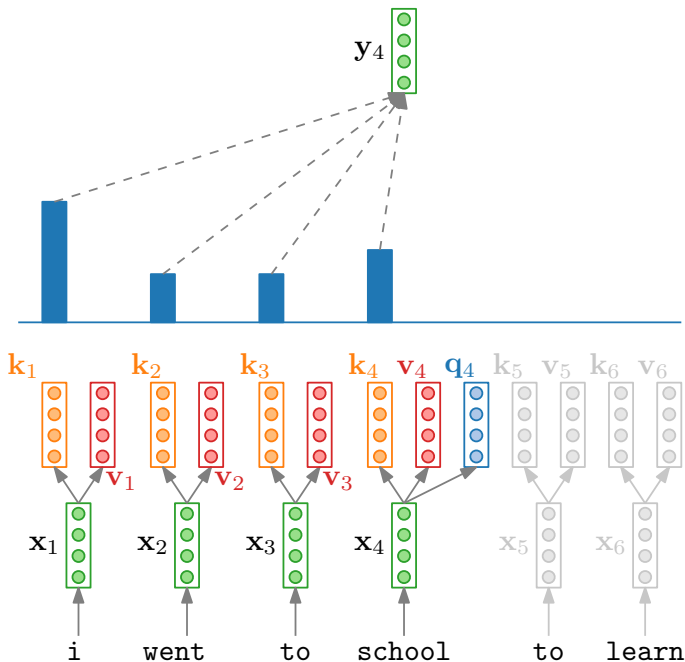 y4
k1 k2 k3 k4 v4 q4 k5 v5 k6 v6
v1 v2 v3
x1 x2 x3 x4 x5 x6
i went to school to learn